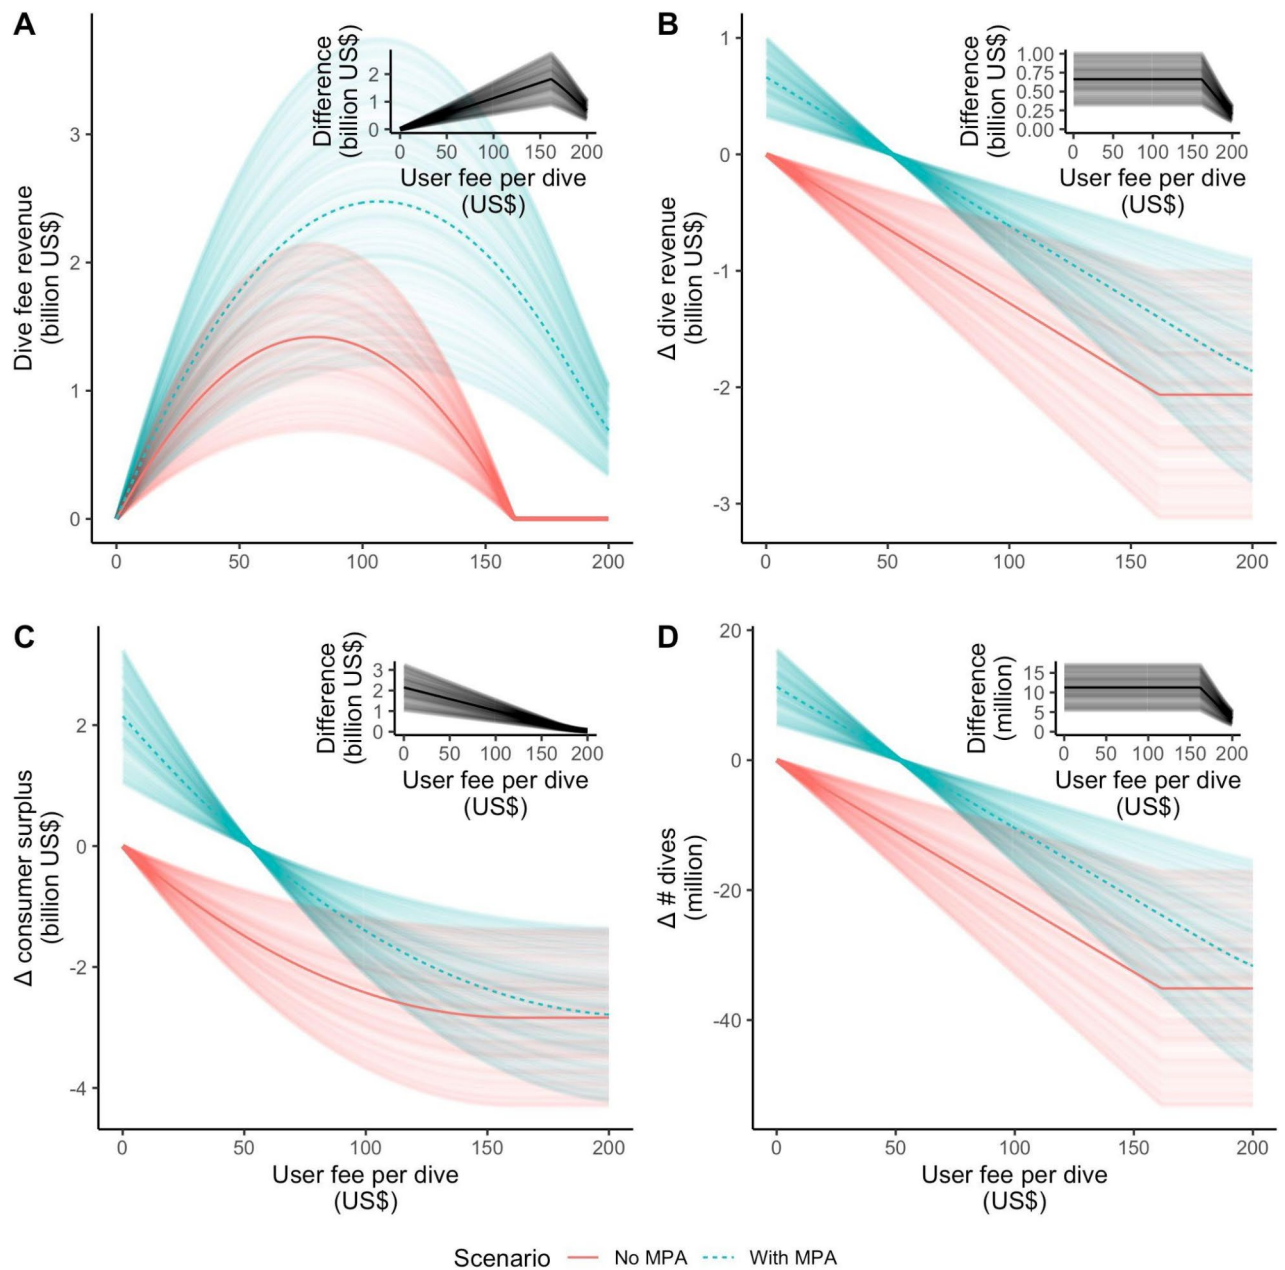 A
Dive fee revenue
(billion US$)
3
2
1
0
0 50 100 150 200
Difference
(billion US$)
2
1
0
0 50 100 150 200
User fee per dive
(US$)
B
Δ dive revenue
(billion US$)
1
0
-1
-2
-3
0 50 100 150 200
Difference
(billion US$)
1.00
0.75
0.50
0.25
0.00
0 50 100 150 200
User fee per dive
(US$)
C
Δ consumer surplus
(billion US$)
2
0
-2
-4
0 50 100 150 200
User fee per dive
(US$)
Difference
(billion US$)
3
2
1
0
0 50 100 150 200
User fee per dive
(US$)
D
Δ # dives
(million)
20
0
-20
-40
0 50 100 150 200
User fee per dive
(US$)
Difference
(million)
15
10
5
0
0 50 100 150 200
User fee per dive
(US$)
Scenario No MPA With MPA